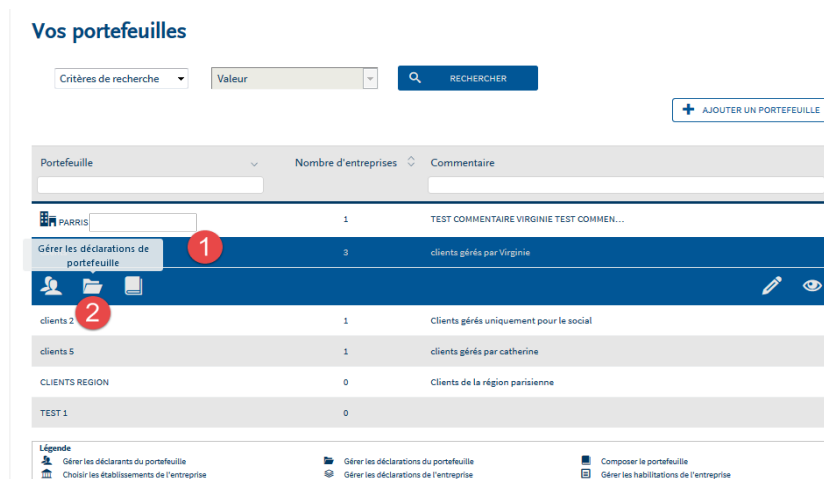 Vos portefeuilles
Critères de recherche Valeur RECHERCHER
AJOUTER UN PORTEFEUILLE
Portefeuille Nombre d'entreprises Commentaire
PARRIS 1 TEST COMMENTAIRE VIRGINIE TEST COMMEN...
Gérer les déclarations de
portefeuille
1
3 clients gérés par Virginie
2
clients 2 1 Clients gérés uniquement pour le social
clients 5 1 clients gérés par catherine
CLIENTS REGION 0 Clients de la région parisienne
TEST 1 0
Légende
Gérer les déclarants du portefeuille Gérer les déclarations du portefeuille Composer le portefeuille
Choisir les établissements de l'entreprise Gérer les déclarations de l'entreprise Gérer les habilitations de l'entreprise